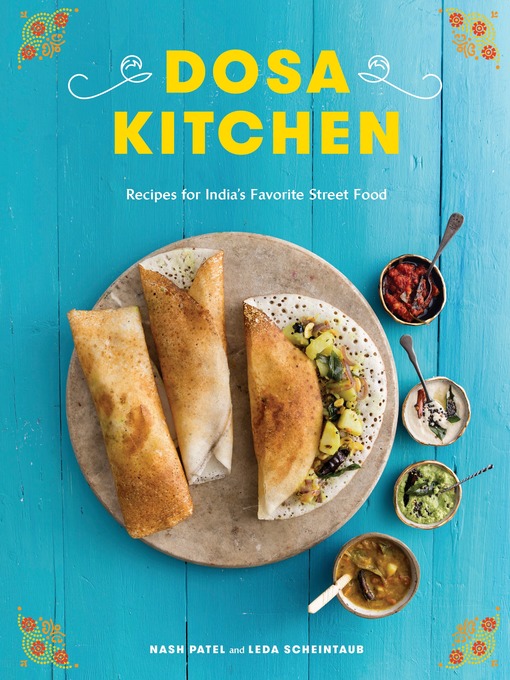 DOSA
KITCHEN
Recipes for India's Favorite Street Food
NASH PATEL and LEDA SCHEINTAUB